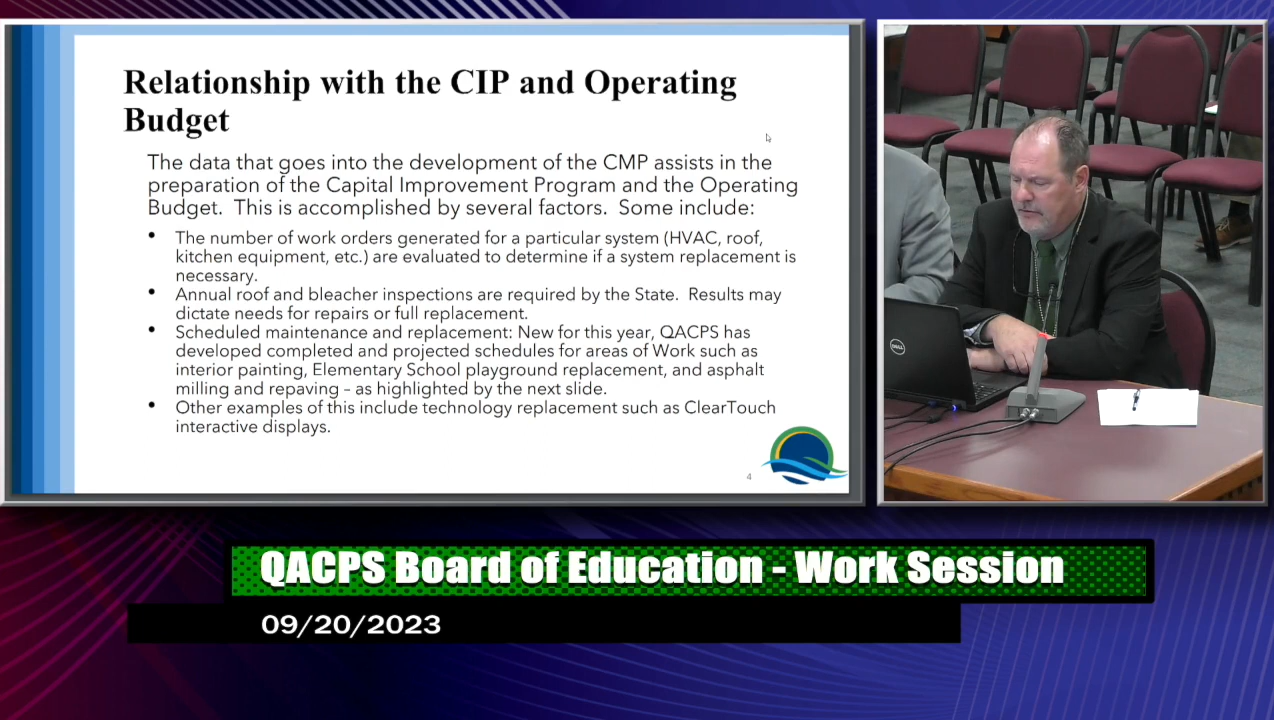 Relationship with the CIP and Operating
Budget
The data that goes into the development of the CMP assists in the
preparation of the Capital Improvement Program and the Operating
Budget.  This is accomplished by several factors.  Some include:
• The number of work orders generated for a particular system (HVAC, roof,
kitchen equipment, etc.) are evaluated to determine if a system replacement is
necessary.
• Annual roof and bleacher inspections are required by the State.  Results may
dictate needs for repairs or full replacement.
• Scheduled maintenance and replacement: New for this year, QACPS has
developed completed and projected schedules for areas of Work such as
interior painting, Elementary School playground replacement, and asphalt
milling and repaving – as highlighted by the next slide.
• Other examples of this include technology replacement such as ClearTouch
interactive displays.
4
DELL
QACPS Board of Education - Work Session
09/20/2023